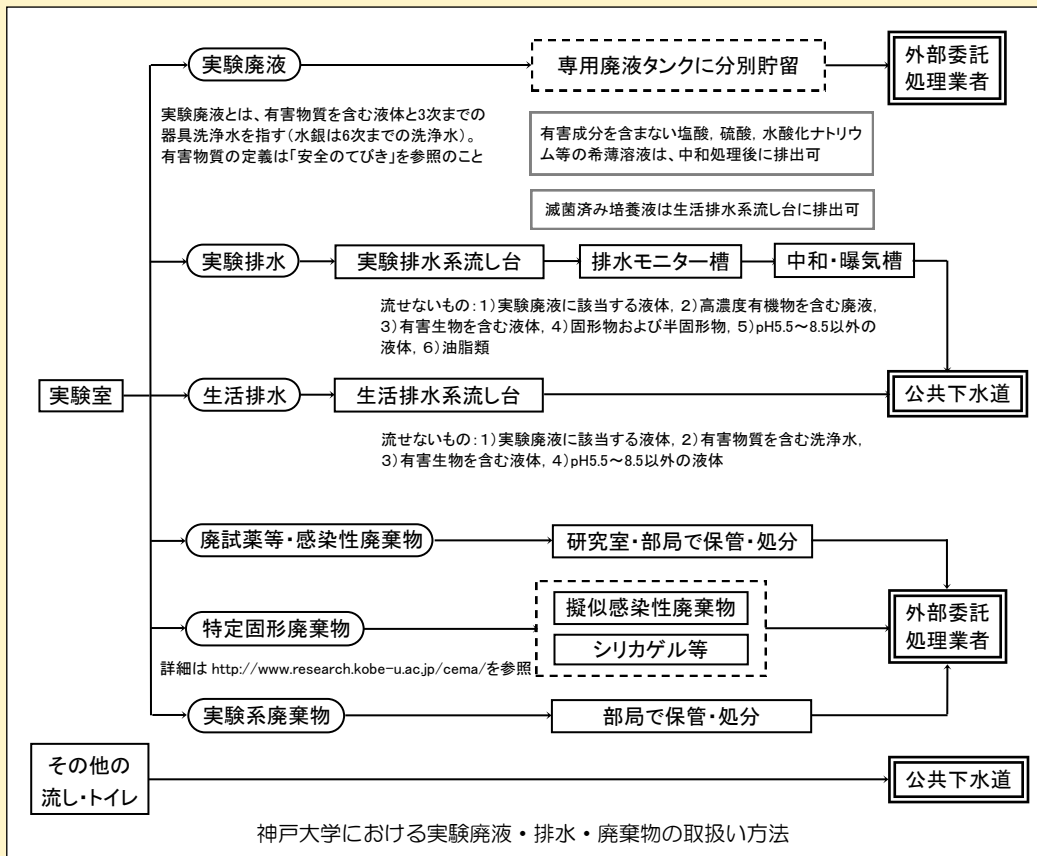 実験廃液
専用廃液タンクに分別貯留
外部委託
処理業者
実験廃液とは、有害物質を含む液体と3次までの
器具洗浄水を指す(水銀は6次までの洗浄水)。
有害物質の定義は「安全のてびき」を参照のこと
有害成分を含まない塩酸，硫酸，水酸化ナトリウ
ム等の希薄溶液は、中和処理後に排出可
滅菌済み培養液は生活排水系流し台に排出可
実験排水
実験排水系流し台
排水モニター槽
中和・曝気槽
流せないもの:1)実験廃液に該当する液体，2)高濃度有機物を含む廃液，
3)有害生物を含む液体，4)固形物および半固形物，5)pH5.5～8.5以外の
液体，6)油脂類
実験室
生活排水
生活排水系流し台
公共下水道
流せないもの:1)実験廃液に該当する液体，2)有害物質を含む洗浄水，
3)有害生物を含む液体，4)pH5.5～8.5以外の液体
廃試薬等・感染性廃棄物
研究室・部局で保管・処分
特定固形廃棄物
擬似感染性廃棄物
シリカゲル等
外部委託
処理業者
詳細は http://www.research.kobe-u.ac.jp/cema/を参照
実験系廃棄物
部局で保管・処分
その他の
流し・トイレ
公共下水道
神戸大学における実験廃液・排水・廃棄物の取扱い方法